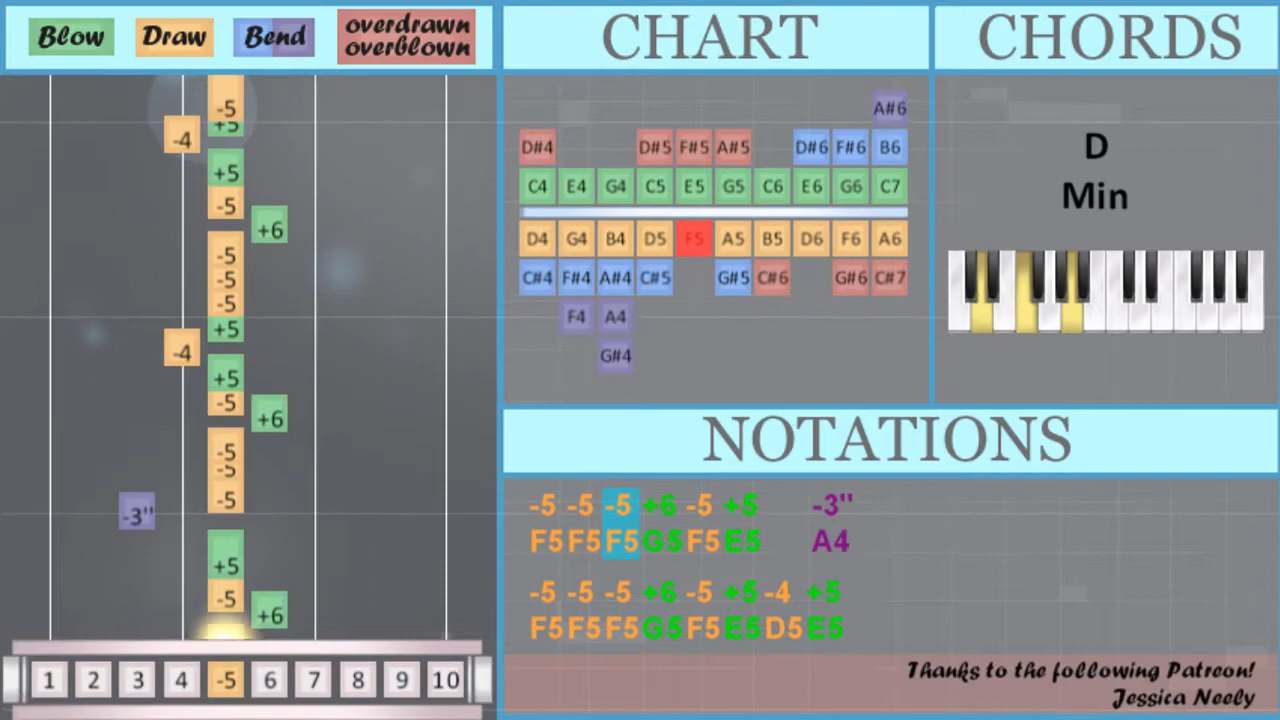 Blow Draw Bend overdrawn overblown
CHART
CHORDS
-5
+5
-4
+5
-5
+6
-5
-5
-5
+5
-4
+5
-5
+6
-5
-5
-5
-3"
+5
-5
+6
1 2 3 4 -5 6 7 8 9 10
A#6
D#4 D#5 F#5 A#5 D#6 F#6 B6
C4 E4 G4 C5 E5 G5 C6 E6 G6 C7
D4 G4 B4 D5 F5 A5 B5 D6 F6 A6
C#4 F#4 A#4 C#5 G#5 C#6 G#6 C#7
F4 A4
G#4
D
Min
NOTATIONS
-5 -5 -5 +6 -5 +5 -3"
F5 F5 F5 G5 F5 E5 A4
-5 -5 -5 +6 -5 +5 -4 +5
F5 F5 F5 G5 F5 E5 D5 E5
Thanks to the following Patreon!
Jessica Neely